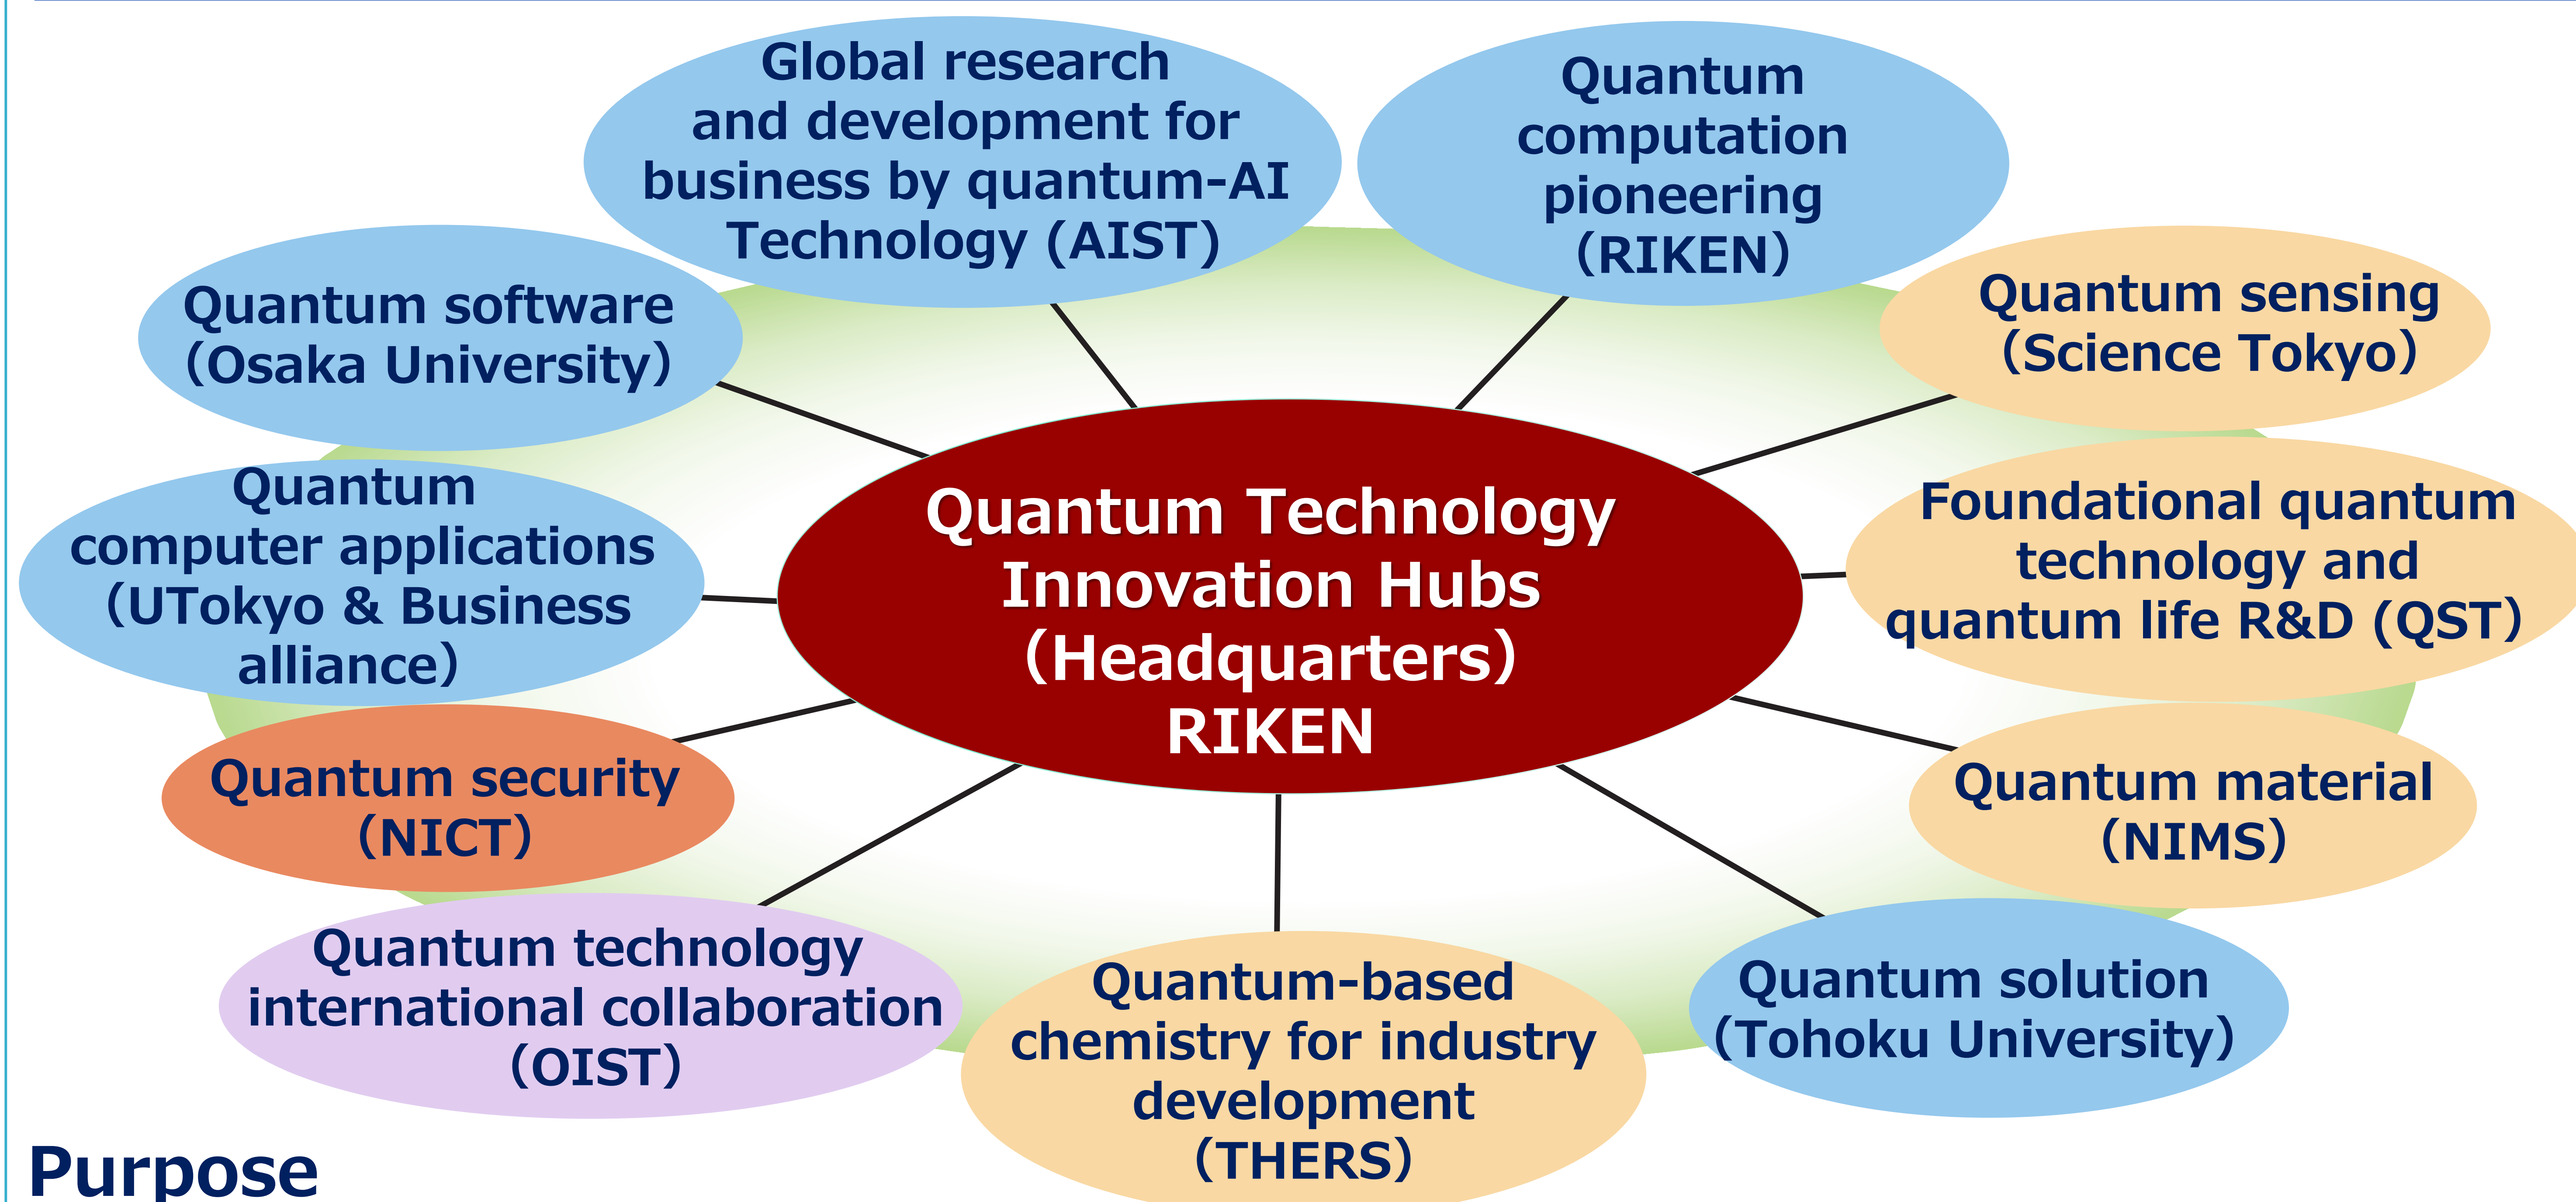 Global research
and development for
business by quantum-AI
Technology (AIST)
Quantum
computation
pioneering
(RIKEN)
Quantum software
(Osaka University)
Quantum sensing
(Science Tokyo)
Quantum
computer applications
(UTokyo & Business
alliance)
Quantum Technology
Innovation Hubs
(Headquarters)
RIKEN
Foundational quantum
technology and
quantum life R&D (QST)
Quantum security
(NICT)
Quantum material
(NIMS)
Quantum technology
international collaboration
(OIST)
Quantum-based
chemistry for industry
development
(THERS)
Quantum solution
(Tohoku University)
Purpose